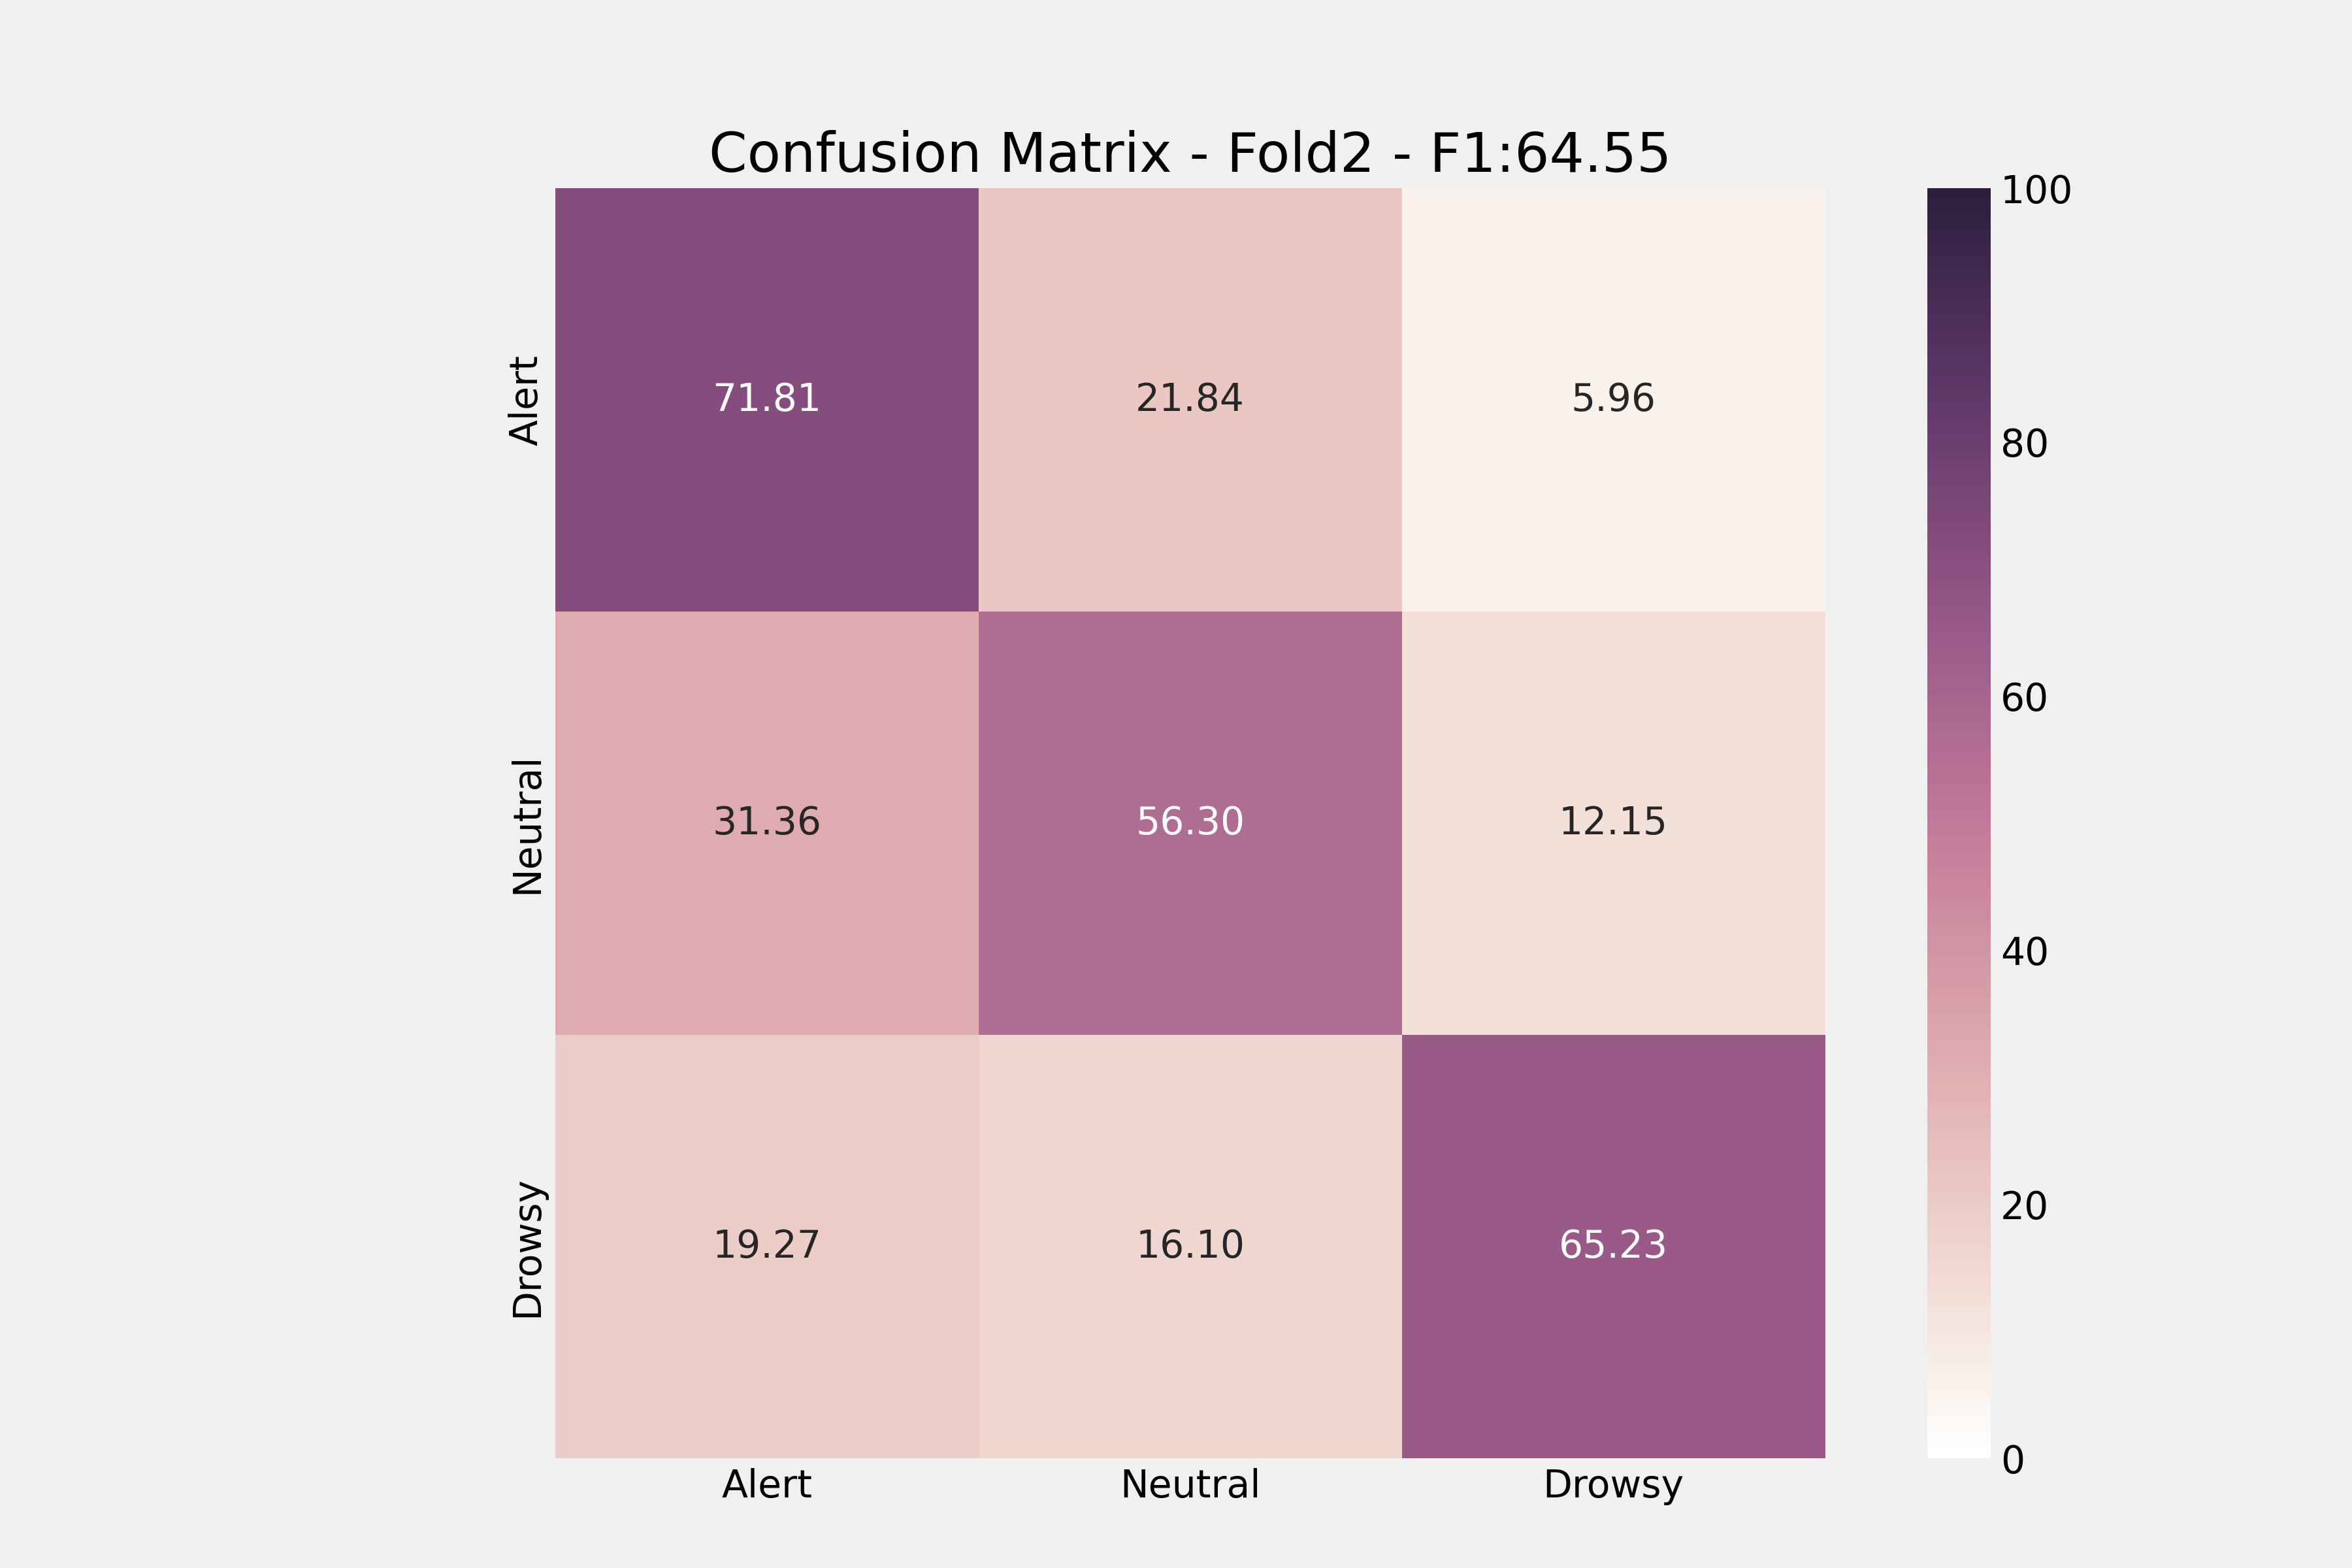 Confusion Matrix - Fold2 - F1:64.55
Alert
71.81
21.84
5.96
Neutral
31.36
56.30
12.15
Drowsy
19.27
16.10
65.23
Alert
Neutral
Drowsy
100
80
60
40
20
0